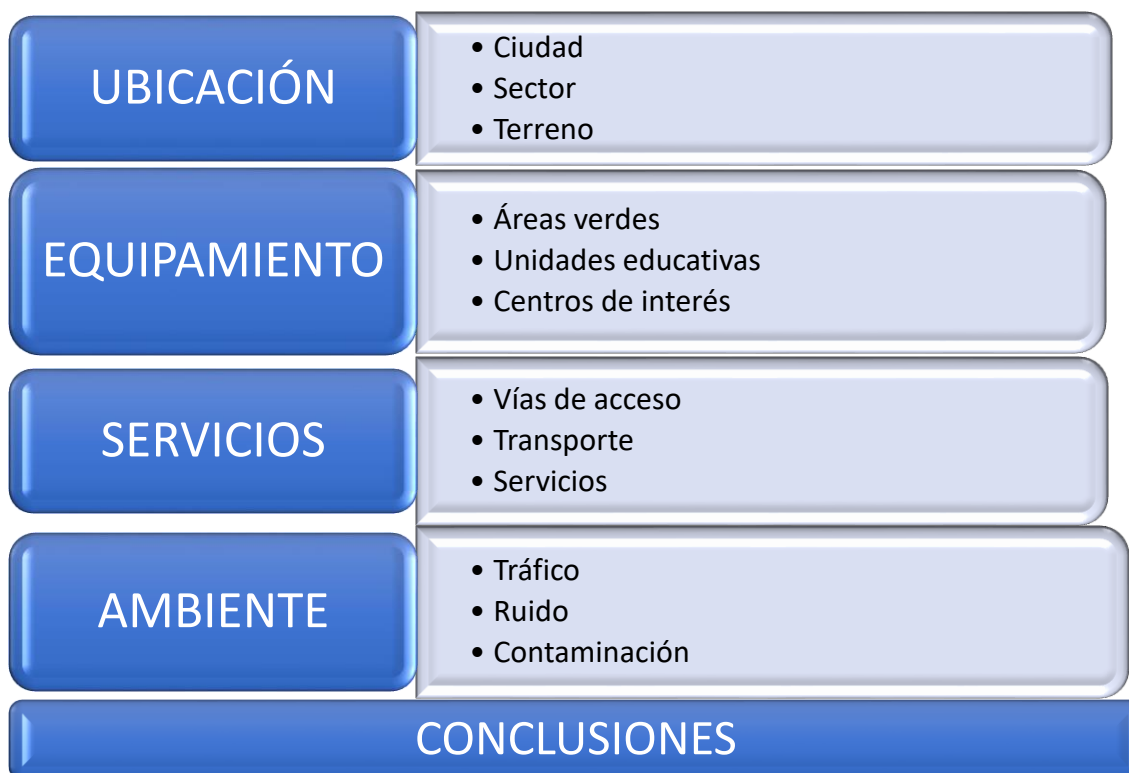 UBICACIÓN
• Ciudad
• Sector
• Terreno
EQUIPAMIENTO
• Áreas verdes
• Unidades educativas
• Centros de interés
SERVICIOS
• Vías de acceso
• Transporte
• Servicios
AMBIENTE
• Tráfico
• Ruido
• Contaminación
CONCLUSIONES